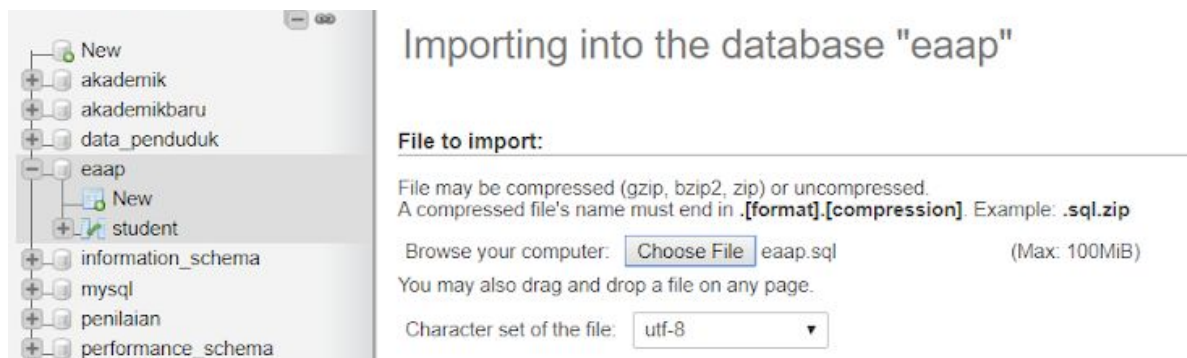 New
akademik
akademikbaru
data_penduduk
eaap
New
student
information_schema
mysql
penilaian
performance_schema
Importing into the database "eaap"
File to import:
File may be compressed (gzip, bzip2, zip) or uncompressed.
A compressed file's name must end in .[format].[compression]. Example: .sql.zip
Browse your computer: Choose File eaap.sql (Max: 100MiB)
You may also drag and drop a file on any page.
Character set of the file: utf-8